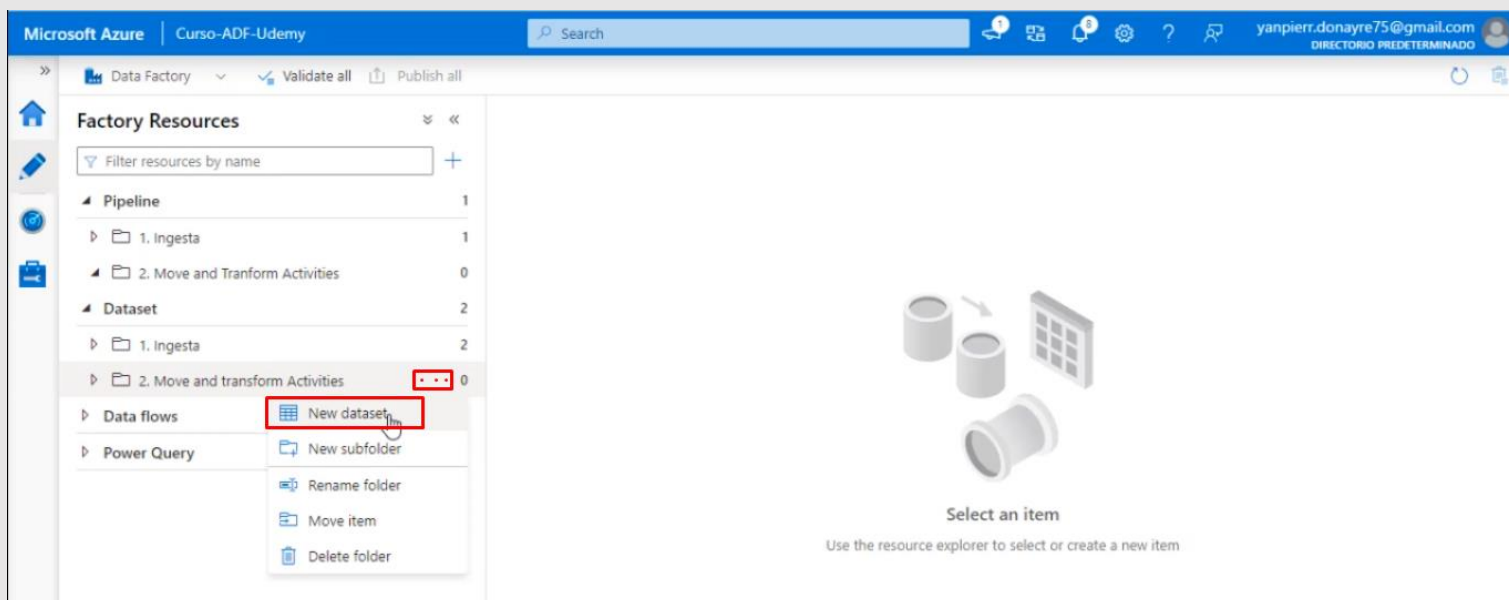 Microsoft Azure | Curso-ADF-Udemy
Search
1
8
?
yanpierr.donayre75@gmail.com
DIRECTORIO PREDETERMINADO
»
Data Factory
Validate all
Publish all
Factory Resources
«
Filter resources by name
+
Pipeline 1
1. Ingesta 1
2. Move and Tranform Activities 0
Dataset 2
1. Ingesta 2
2. Move and transform Activities ... 0
Data flows
New dataset
New subfolder
Power Query
Rename folder
Move item
Delete folder
Select an item
Use the resource explorer to select or create a new item